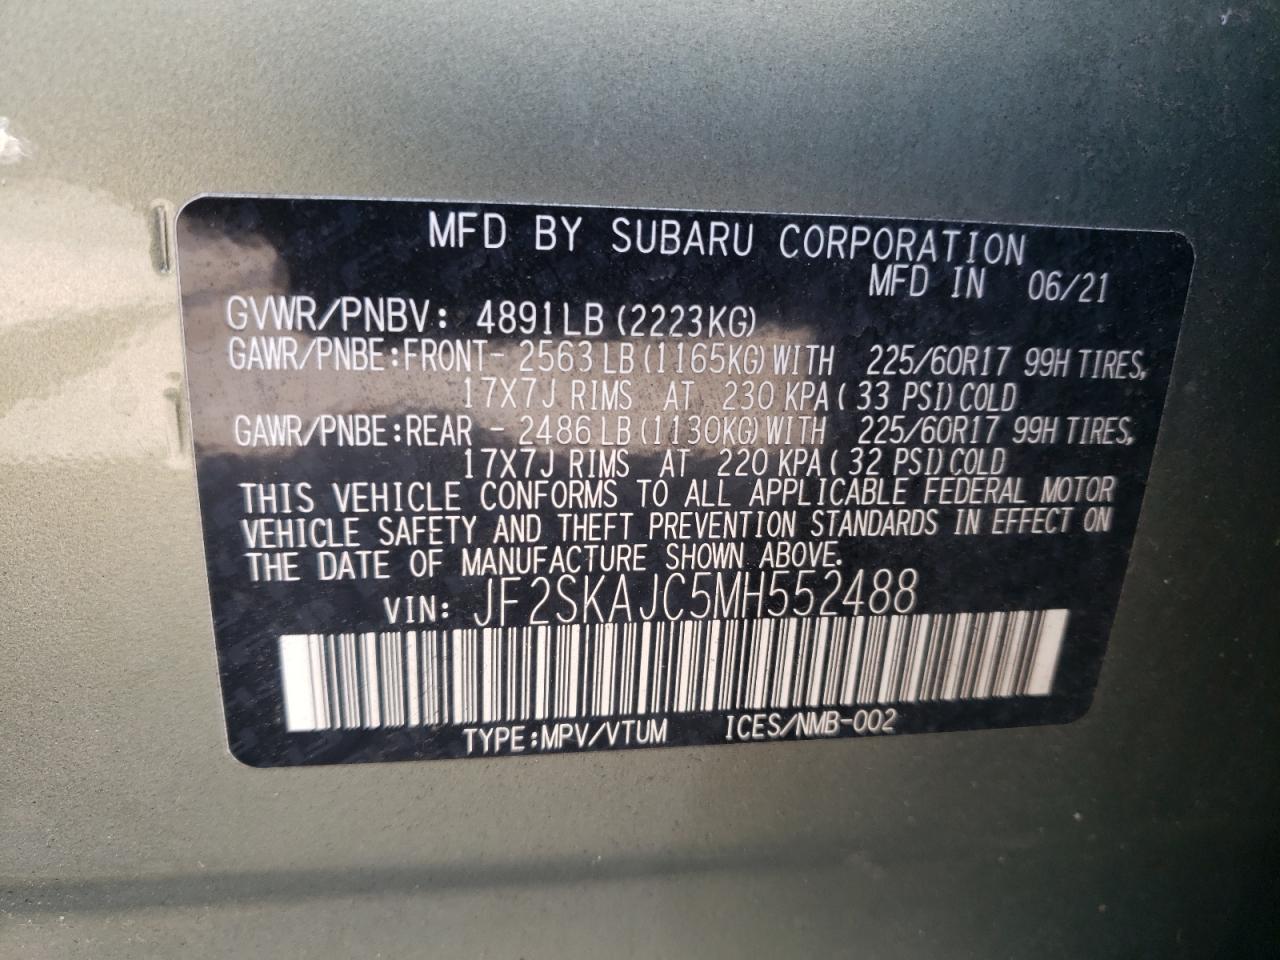 MFD BY SUBARU CORPORATION
MFD IN 06/21
GVWR/PNBV: 4891LB (2223KG)
GAWR/PNBE:FRONT- 2563LB(1165KG)WITH 225/60R17 99H TIRES,
17X7J RIMS AT 230 KPA( 33 PSI)COLD
GAWR/PNBE:REAR - 2486LB(1130KG)WITH 225/60R17 99H TIRES,
17X7J RIMS AT 220 KPA( 32 PSI)COLD
THIS VEHICLE CONFORMS TO ALL APPLICABLE FEDERAL MOTOR
VEHICLE SAFETY AND THEFT PREVENTION STANDARDS IN EFFECT ON
THE DATE OF MANUFACTURE SHOWN ABOVE.
VIN: JF2SKAJC5MH552488
TYPE:MPV/VTUM ICES/NMB-002